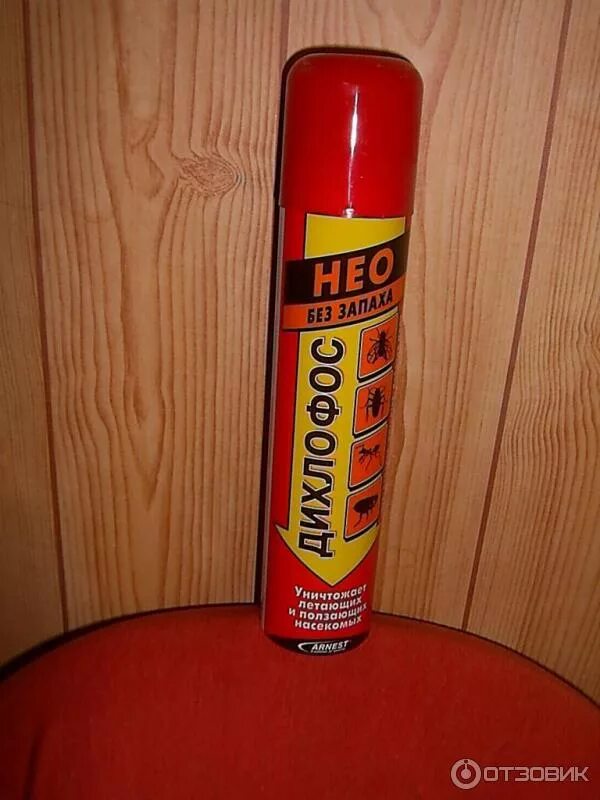 НЕО
БЕЗ ЗАПАХА
ДИХЛОФОС
Уничтожает
летающих
и ползающих
насекомых
ARNEST
ОТЗОВИК